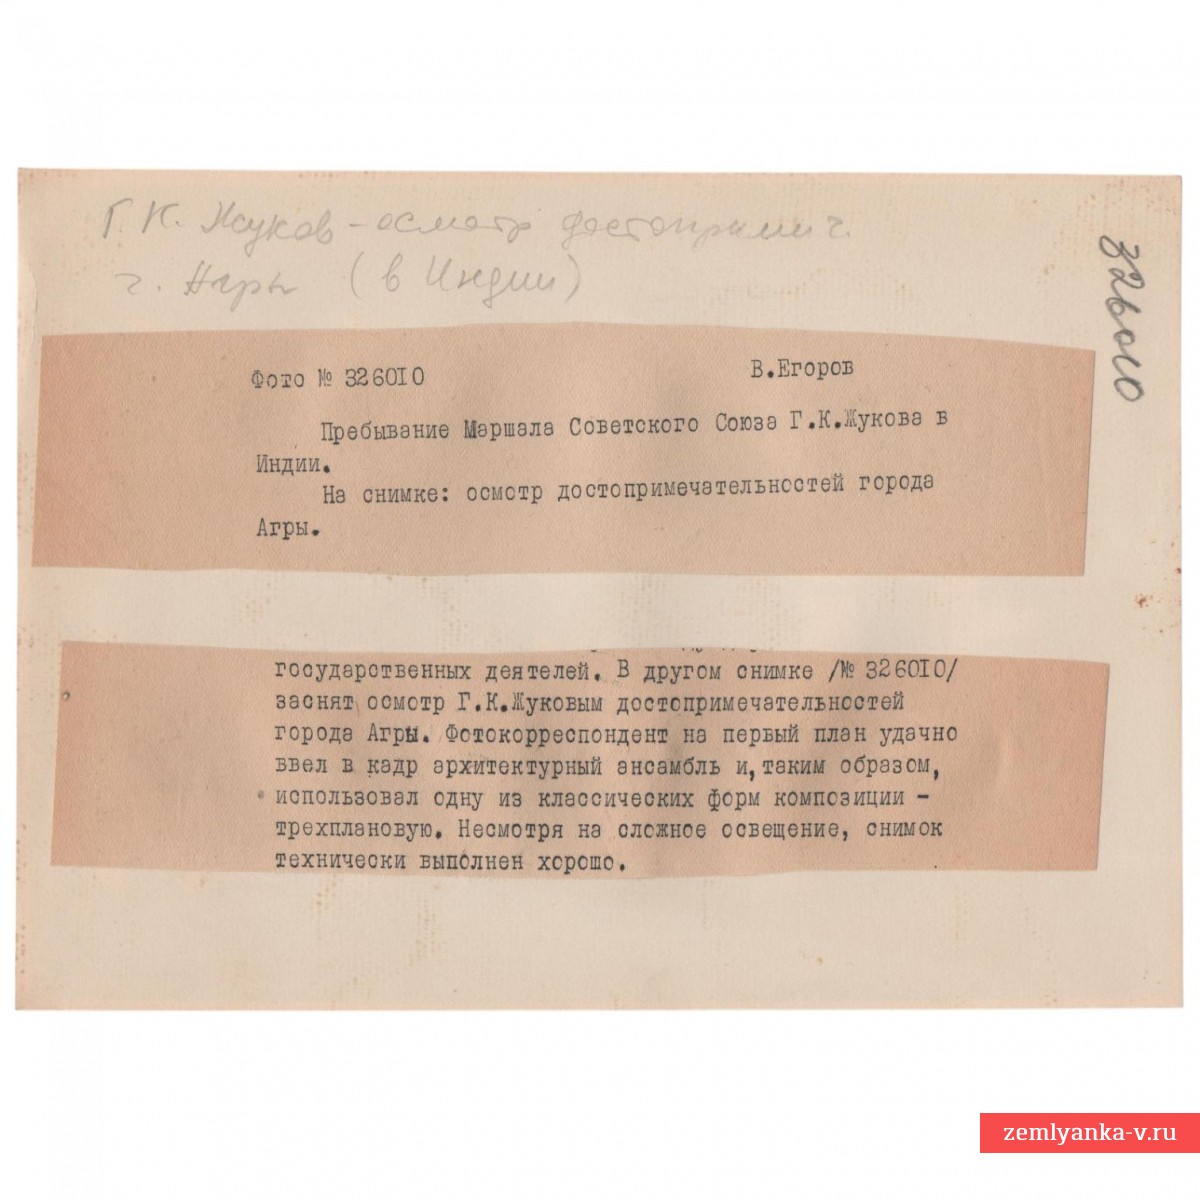 Г. К. Жуков – осмотр достоприми ч.
г. Агры (в Индии)
326010
Фото № 326010 В.Егоров
Пребывание Маршала Советского Союза Г.К.Жукова в
Индии.
На снимке: осмотр достопримечательностей города
Агры.
государственных деятелей. В другом снимке /№ 326010/
заснят осмотр Г.К.Жуковым достопримечательностей
города Агры. Фотокорреспондент на первый план удачно
ввел в кадр архитектурный ансамбль и, таким образом,
использовал одну из классических форм композиции –
трехплановую. Несмотря на сложное освещение, снимок
технически выполнен хорошо.
zemlyanka-v.ru